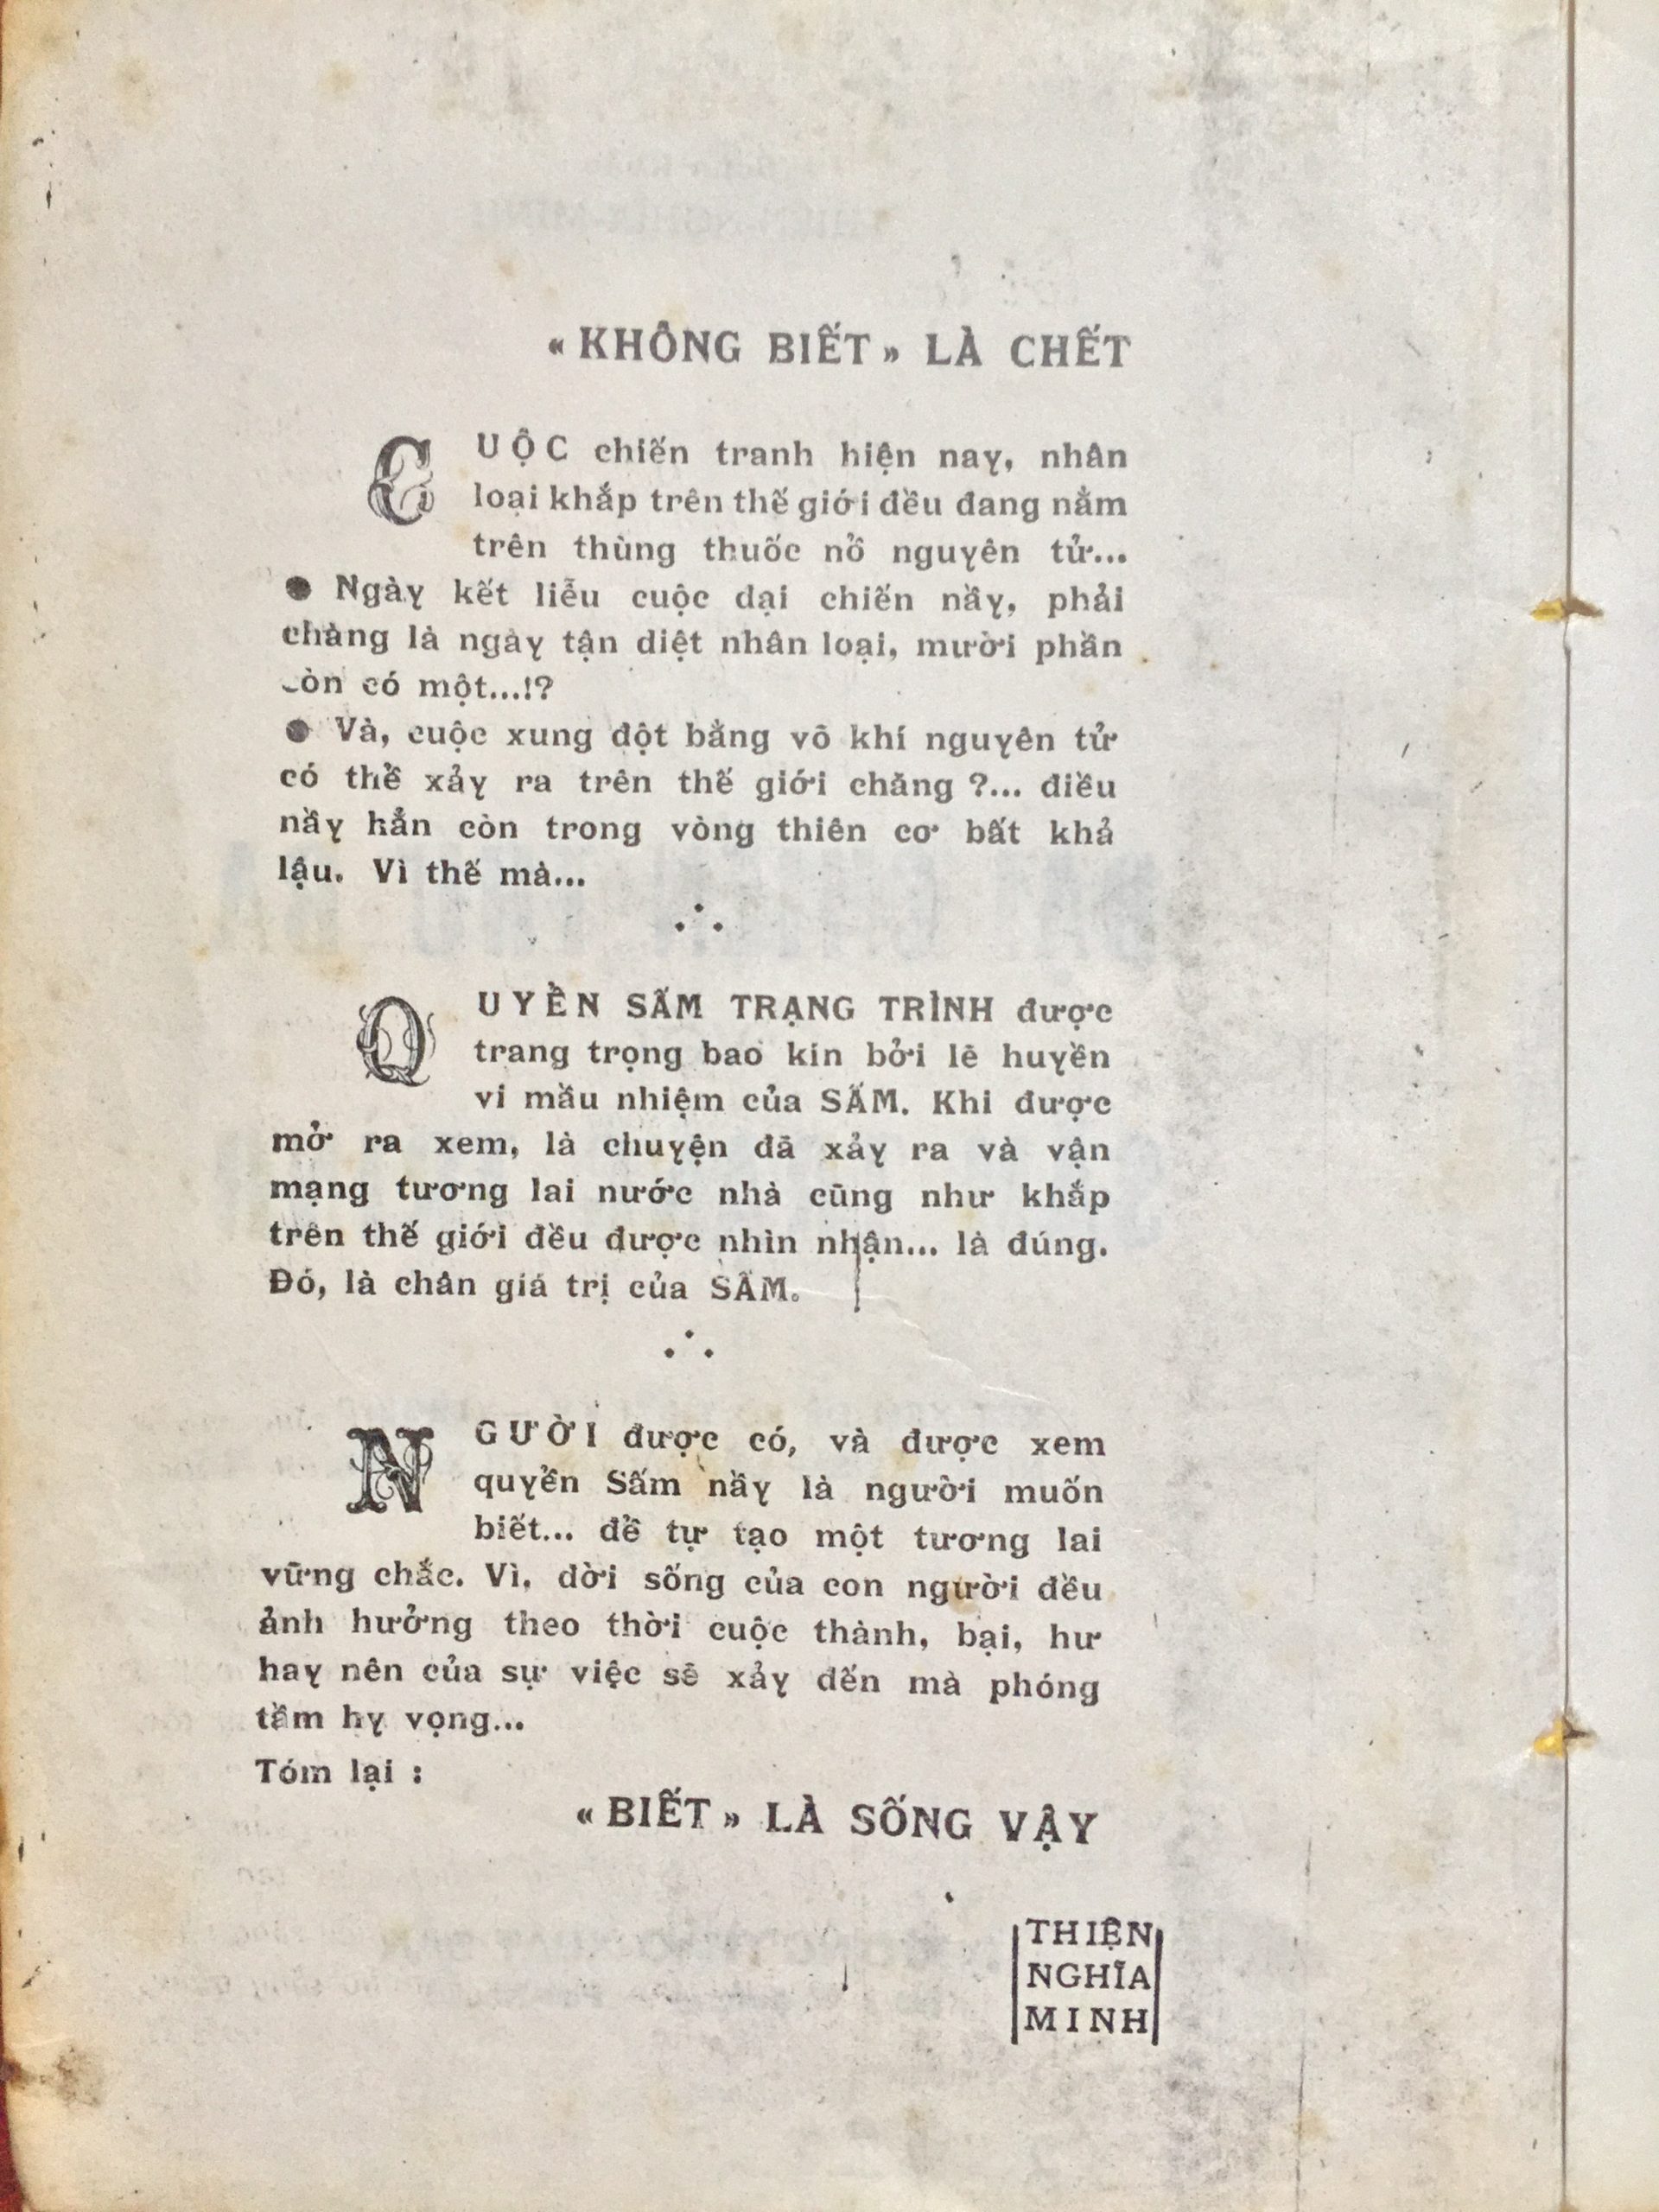 « KHÔNG BIẾT » LÀ CHẾT
CUỘC chiến tranh hiện nay, nhân
loại khắp trên thế giới đều đang nằm
trên thùng thuốc nổ nguyên tử...
● Ngày kết liễu cuộc dại chiến nầy, phải
chàng là ngày tận diệt nhân loại, mười phần
còn có một...!?
● Và, cuộc xung đột bằng võ khí nguyên tử
có thể xảy ra trên thế giới chăng ?... điều
nầy hẳn còn trong vòng thiên cơ bất khả
lậu. Vì thế mà...
∴
QUYỀN SẤM TRẠNG TRÌNH được
trang trọng bao kín bởi lẽ huyền
vi mầu nhiệm của SẤM. Khi được
mở ra xem, là chuyện đã xảy ra và vận
mạng tương lai nước nhà cũng như khắp
trên thế giới đều được nhìn nhận... là đúng.
Đó, là chân giá trị của SẤM.
∴
NGƯỜI được có, và được xem
quyển Sấm nầy là người muốn
biết... để tự tạo một tương lai
vững chắc. Vì, đời sống của con người đều
ảnh hưởng theo thời cuộc thành, bại, hư
hay nên của sự việc sẽ xảy đến mà phóng
tầm hy vọng...
Tóm lại :
« BIẾT » LÀ SỐNG VẬY
THIỆN
NGHĨA
MINH